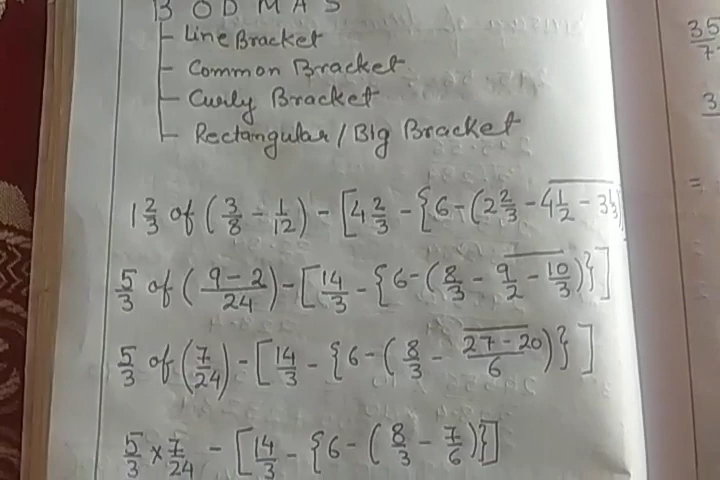 B O D M A S
Line Bracket
Common Bracket
Curly Bracket
Rectangular / Big Bracket
1 2/3 of (3/8 - 1/12) - [4 2/3 - {6 - (2 2/3 - 4 1/2 - 3 1/3)
5/3 of (9 - 2/24) - [14/3 - {6 - (8/3 - 9/2 - 10/3)}]
5/3 of (7/24) - [14/3 - {6 - (8/3 - 27 - 20/6)}]
5/3 × 7/24 - [14/3 - {6 - (8/3 - 7/6)}]
35/7
3
=